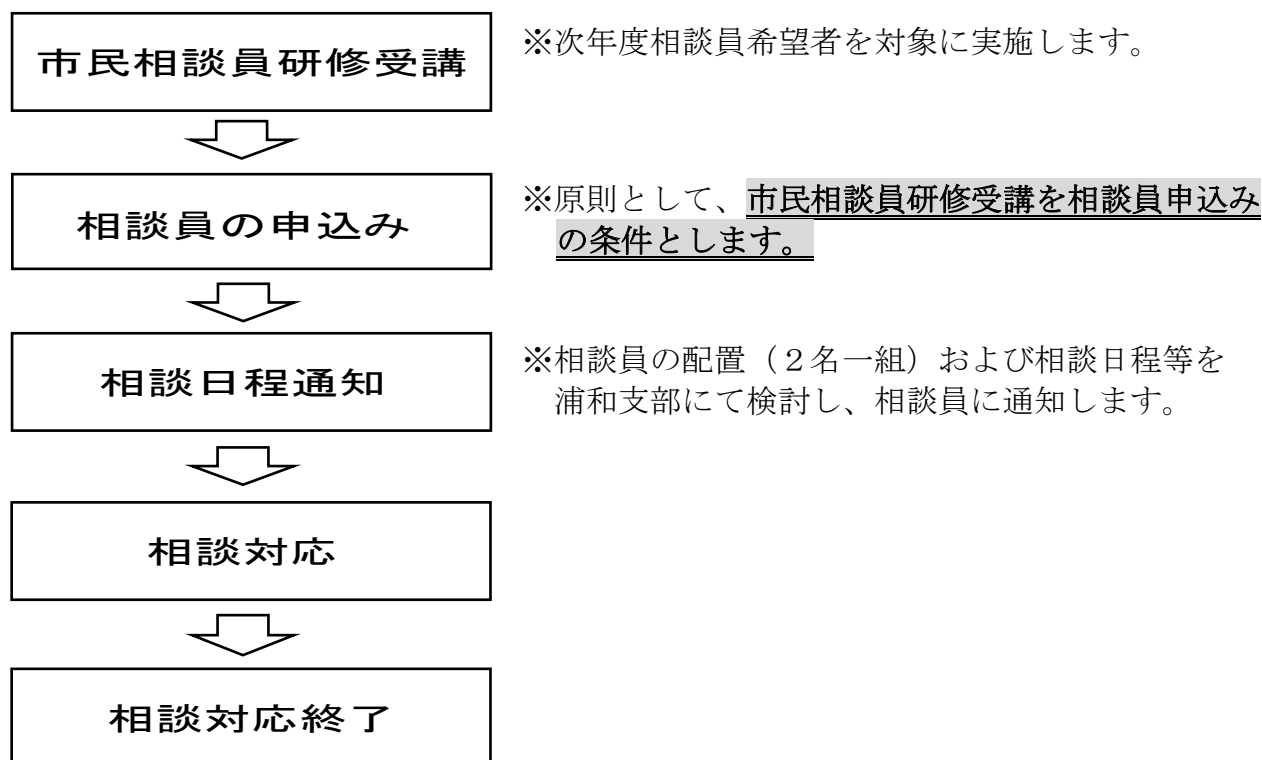 市民相談員研修受講
※次年度相談員希望者を対象に実施します。
相談員の申込み
※原則として、市民相談員研修受講を相談員申込み
の条件とします。
相談日程通知
※相談員の配置（２名一組）および相談日程等を
浦和支部にて検討し、相談員に通知します。
相談対応
相談対応終了